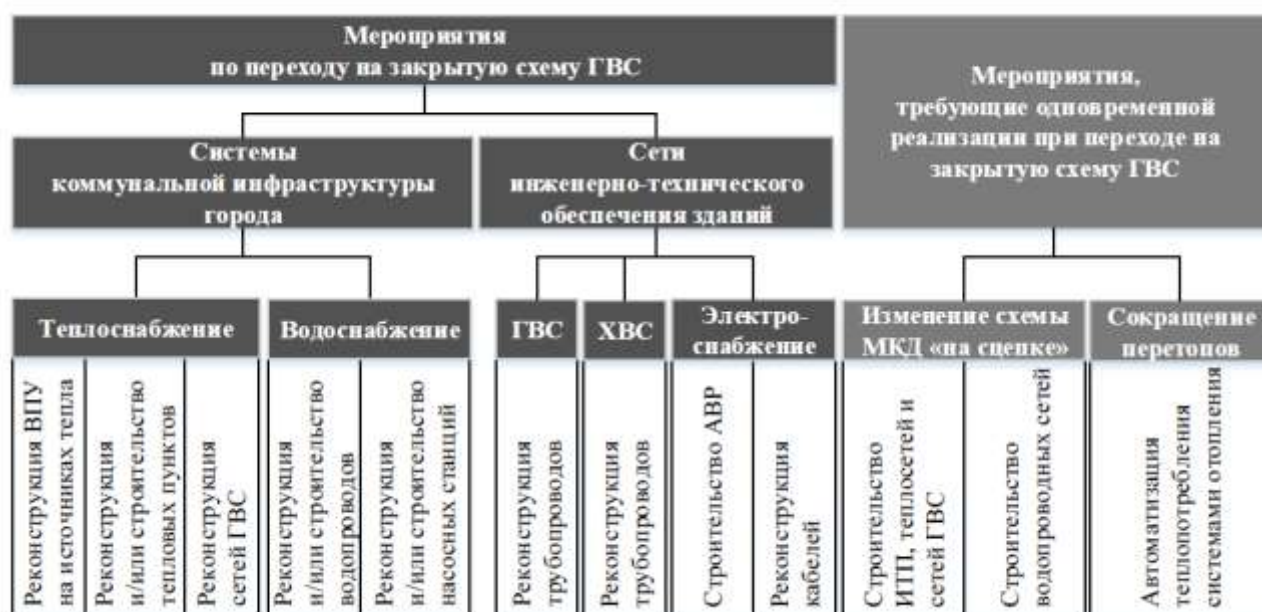 Мероприятия
по переходу на закрытую схему ГВС
Мероприятия,
требующие одновременной
реализации при переходе на
закрытую схему ГВС
Системы
коммунальной инфраструктуры
города
Сети
инженерно-технического
обеспечения зданий
Теплоснабжение
Водоснабжение
ГВС
ХВС
Электро-
снабжение
Изменение схемы
МКД «на сцепке»
Сокращение
перетопов
Реконструкция ВПУ
на источниках тепла
Реконструкция
и/или строительство
тепловых пунктов
Реконструкция
сетей ГВС
Реконструкция
и/или строительство
водопроводов
Реконструкция
и/или строительство
насосных станций
Реконструкция
трубопроводов
Реконструкция
трубопроводов
Строительство АВР
Реконструкция
кабелей
Строительство
ИТП, теплосетей и
сетей ГВС
Строительство
водопроводных сетей
Автоматизация
теплопотребления
системами отопления